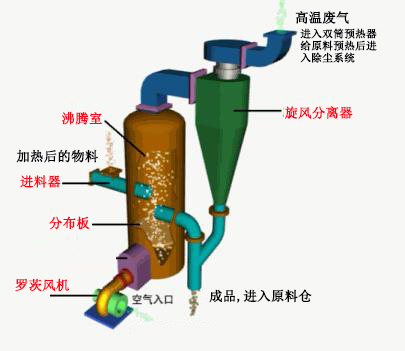 高温废气
进入双筒预热器
给原料预热后进
入除尘系统
沸腾室
旋风分离器
加热后的物料
进料器
分布板
罗茨风机
空气入口
成品,进入原料仓